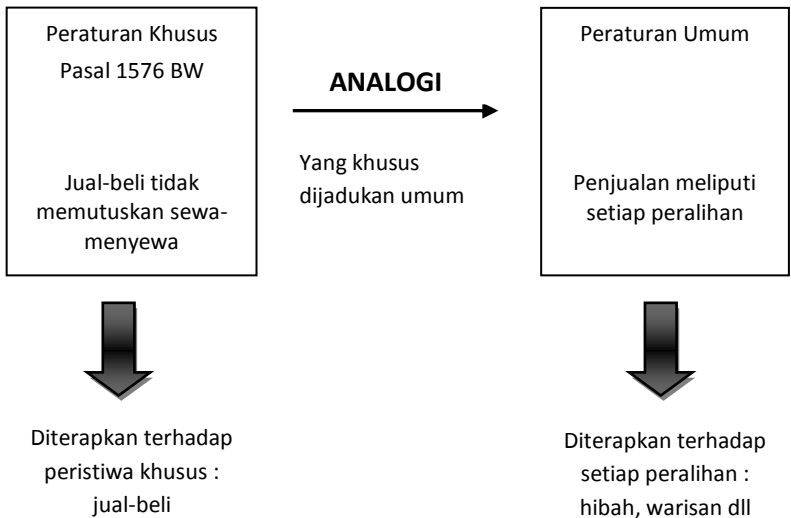 Peraturan Khusus
Pasal 1576 BW
Jual-beli tidak
memutuskan sewa-
menyewa
ANALOGI
Yang khusus
dijadukan umum
Peraturan Umum
Penjualan meliputi
setiap peralihan
Diterapkan terhadap
peristiwa khusus :
jual-beli
Diterapkan terhadap
setiap peralihan :
hibah, warisan dll